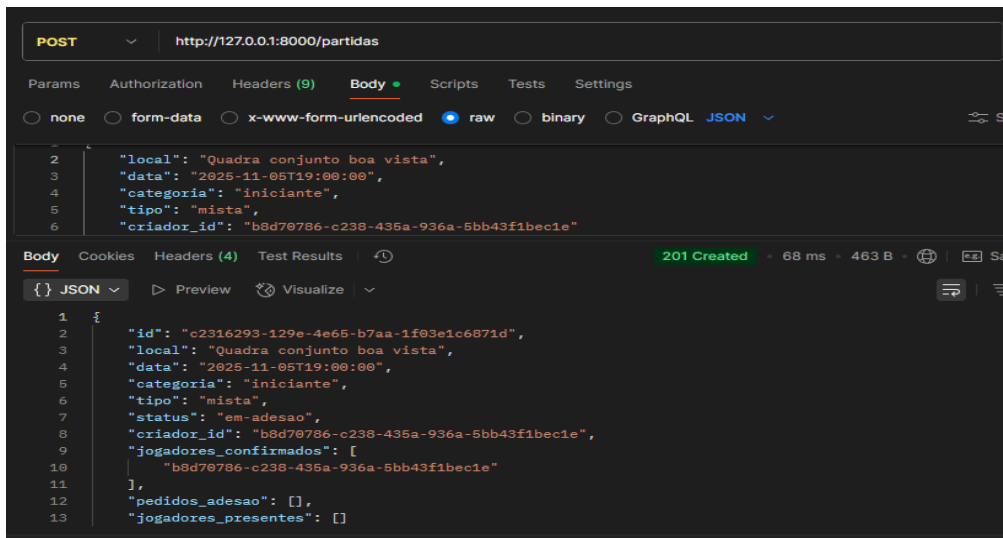 POST http://127.0.0.1:8000/partidas
Params Authorization Headers (9) Body Scripts Tests Settings
none form-data x-www-form-urlencoded raw binary GraphQL JSON
2 "local": "Quadra conjunto boa vista",
3 "data": "2025-11-05T19:00:00",
4 "categoria": "iniciante",
5 "tipo": "mista",
6 "criador_id": "b8d70786-c238-435a-936a-5bb43f1bec1e"
Body Cookies Headers (4) Test Results 201 Created 68 ms 463 B e.g. Sa
{} JSON Preview Visualize
1 {
2 "id": "c2316293-129e-4e65-b7aa-1f03e1c6871d",
3 "local": "Quadra conjunto boa vista",
4 "data": "2025-11-05T19:00:00",
5 "categoria": "iniciante",
6 "tipo": "mista",
7 "status": "em-adesao",
8 "criador_id": "b8d70786-c238-435a-936a-5bb43f1bec1e",
9 "jogadores_confirmados": [
10 "b8d70786-c238-435a-936a-5bb43f1bec1e"
11 ],
12 "pedidos_adesao": [],
13 "jogadores_presentes": []